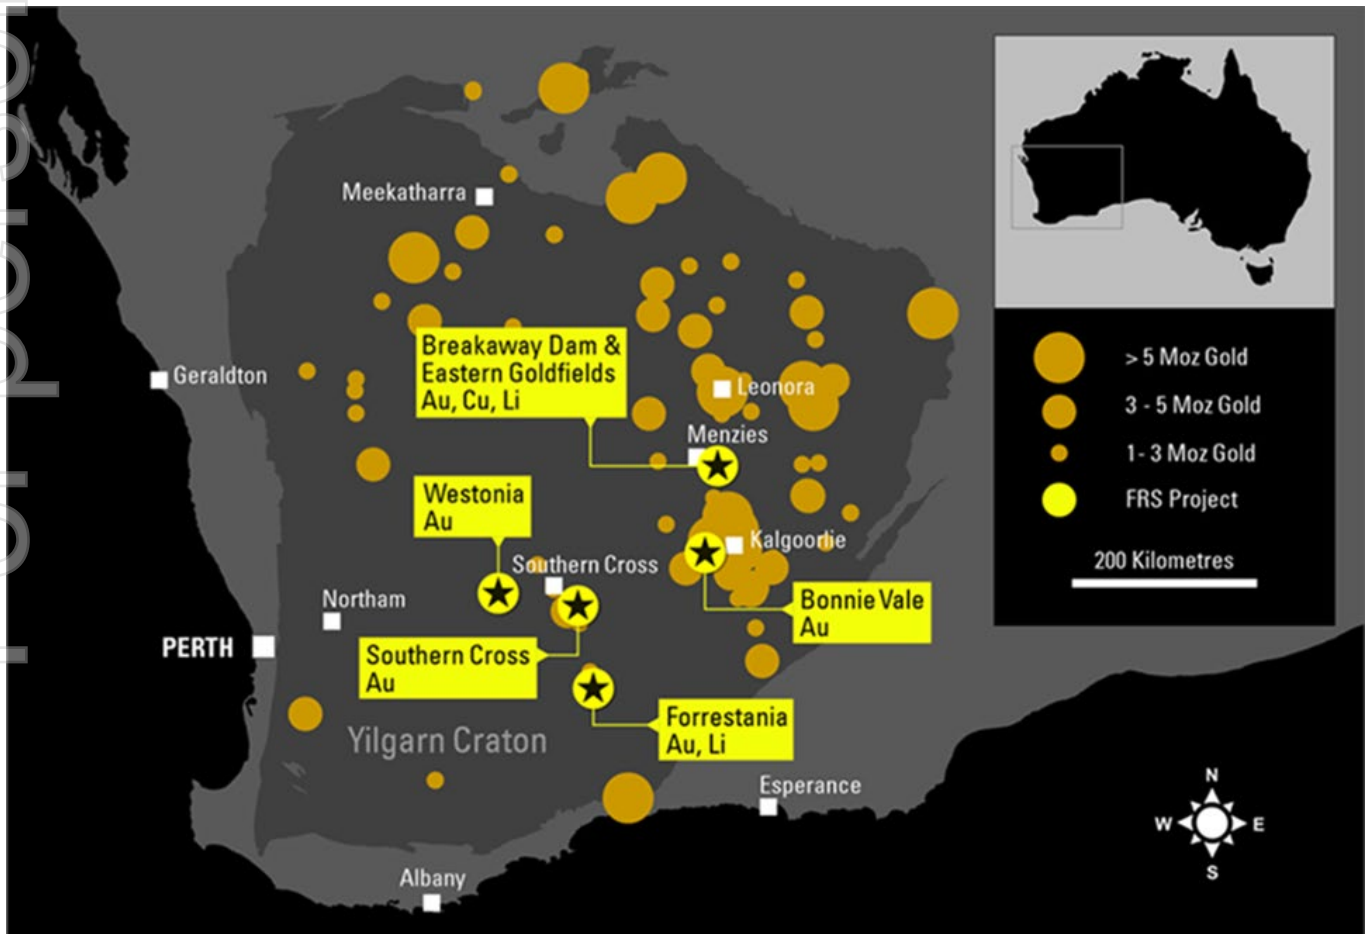 For personal
Meekatharra
Geraldton
Breakaway Dam &
Eastern Goldfields
Au, Cu, Li
Leonora
Menzies
Westonia
Au
Southern Cross
Kalgoorlie
Northam
PERTH
Bonnie Vale
Au
Southern Cross
Au
Forrestania
Au, Li
Yilgarn Craton
Esperance
Albany
> 5 Moz Gold
3 - 5 Moz Gold
1- 3 Moz Gold
FRS Project
200 Kilometres
N
W
E
S